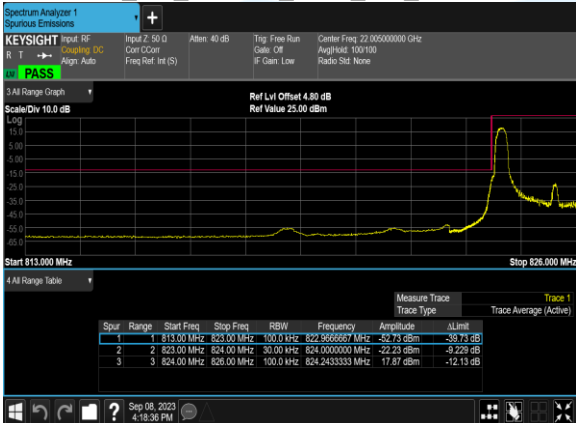 Spectrum Analyzer 1
Spurious Emissions
KEYSIGHT Input: RF Input Z: 50 Ω Atten: 40 dB Trig: Free Run Center Freq: 22.005000000 GHz
R T Coupling: DC Corr CCorr Gate: Off Avg|Hold: 100/100
Align: Auto Freq Ref: Int (S) IF Gain: Low Radio Std: None
PASS
3 All Range Graph Ref Lvl Offset 4.80 dB
Scale/Div 10.0 dB Ref Value 25.00 dBm
Log
15.0
5.00
-5.00
-15.0
-25.0
-35.0
-45.0
-55.0
-65.0
Start 813.000 MHz Stop 826.000 MHz
4 All Range Table
Measure Trace Trace 1
Trace Type Trace Average (Active)
Spur Range Start Freq Stop Freq RBW Frequency Amplitude ΔLimit
1 1 813.00 MHz 823.00 MHz 100.0 kHz 822.9666667 MHz -52.73 dBm -39.73 dB
2 2 823.00 MHz 824.00 MHz 30.00 kHz 824.0000000 MHz -22.23 dBm -9.229 dB
3 3 824.00 MHz 826.00 MHz 100.0 kHz 824.2433333 MHz 17.87 dBm -12.13 dB
Sep 08, 2023
4:18:36 PM